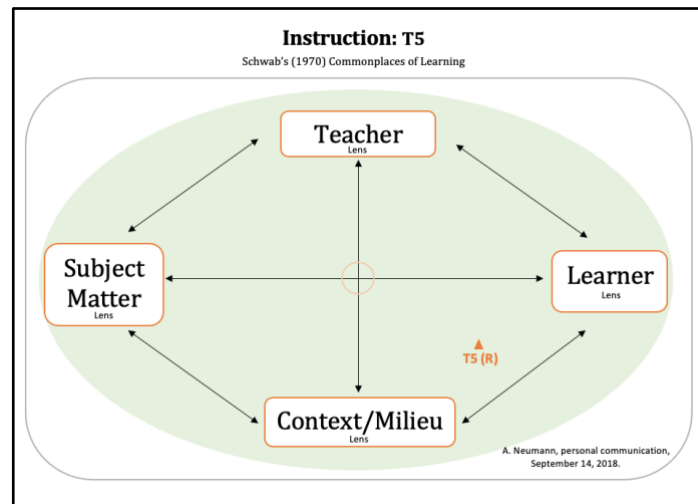 Instruction: T5
Schwab's (1970) Commonplaces of Learning
Teacher
Lens
Subject
Matter
Lens
Learner
Lens
T5 (R)
Context/Milieu
Lens
A. Neumann, personal communication,
September 14, 2018.